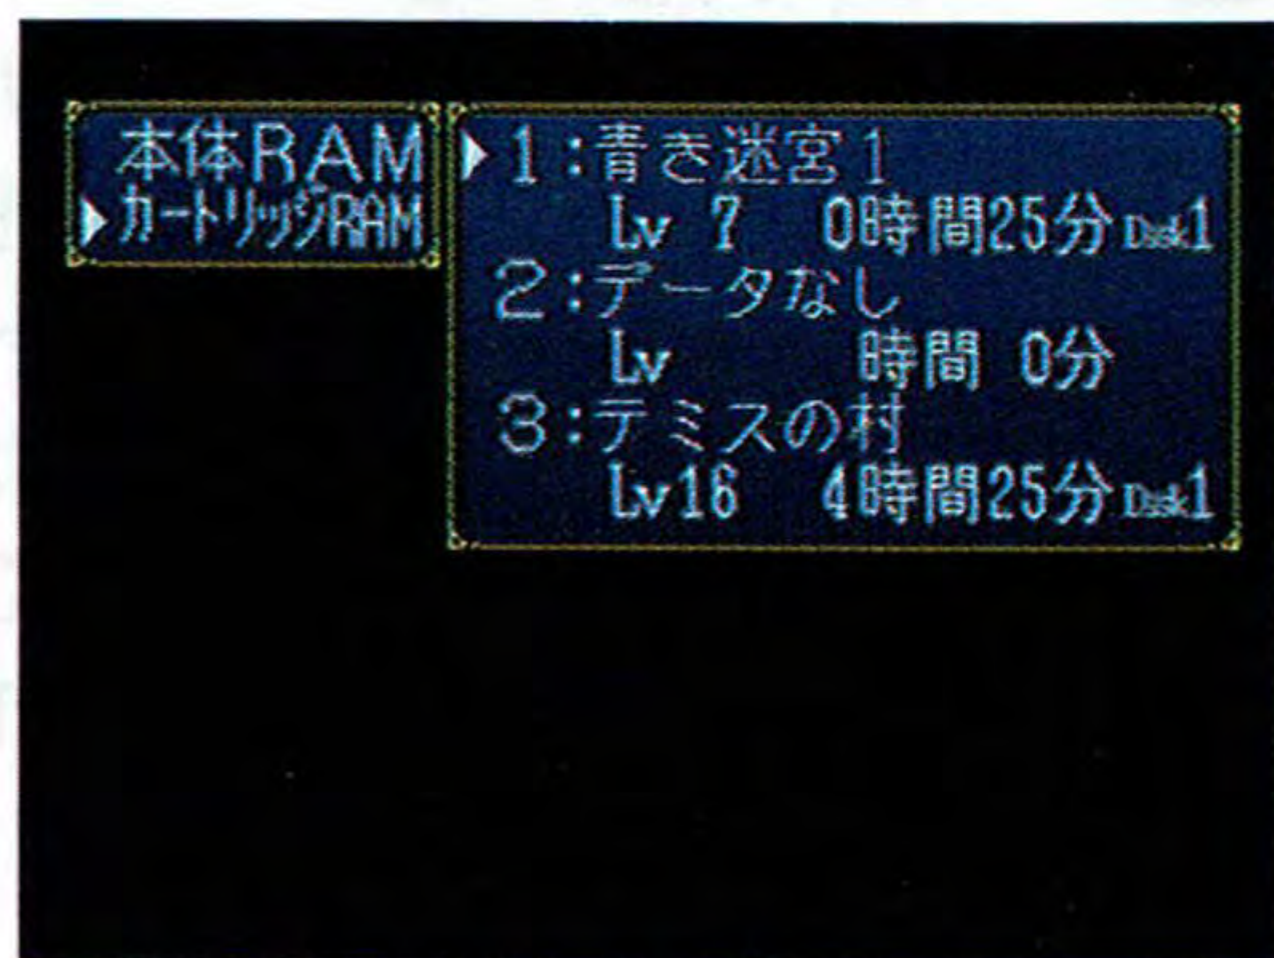 本体RAM
カートリッジRAM
1:青き迷宮1
Lv 7 0時間25分 Disk1
2:データなし
Lv 時間 0分
3:テミスの村
Lv16 4時間25分 Disk1